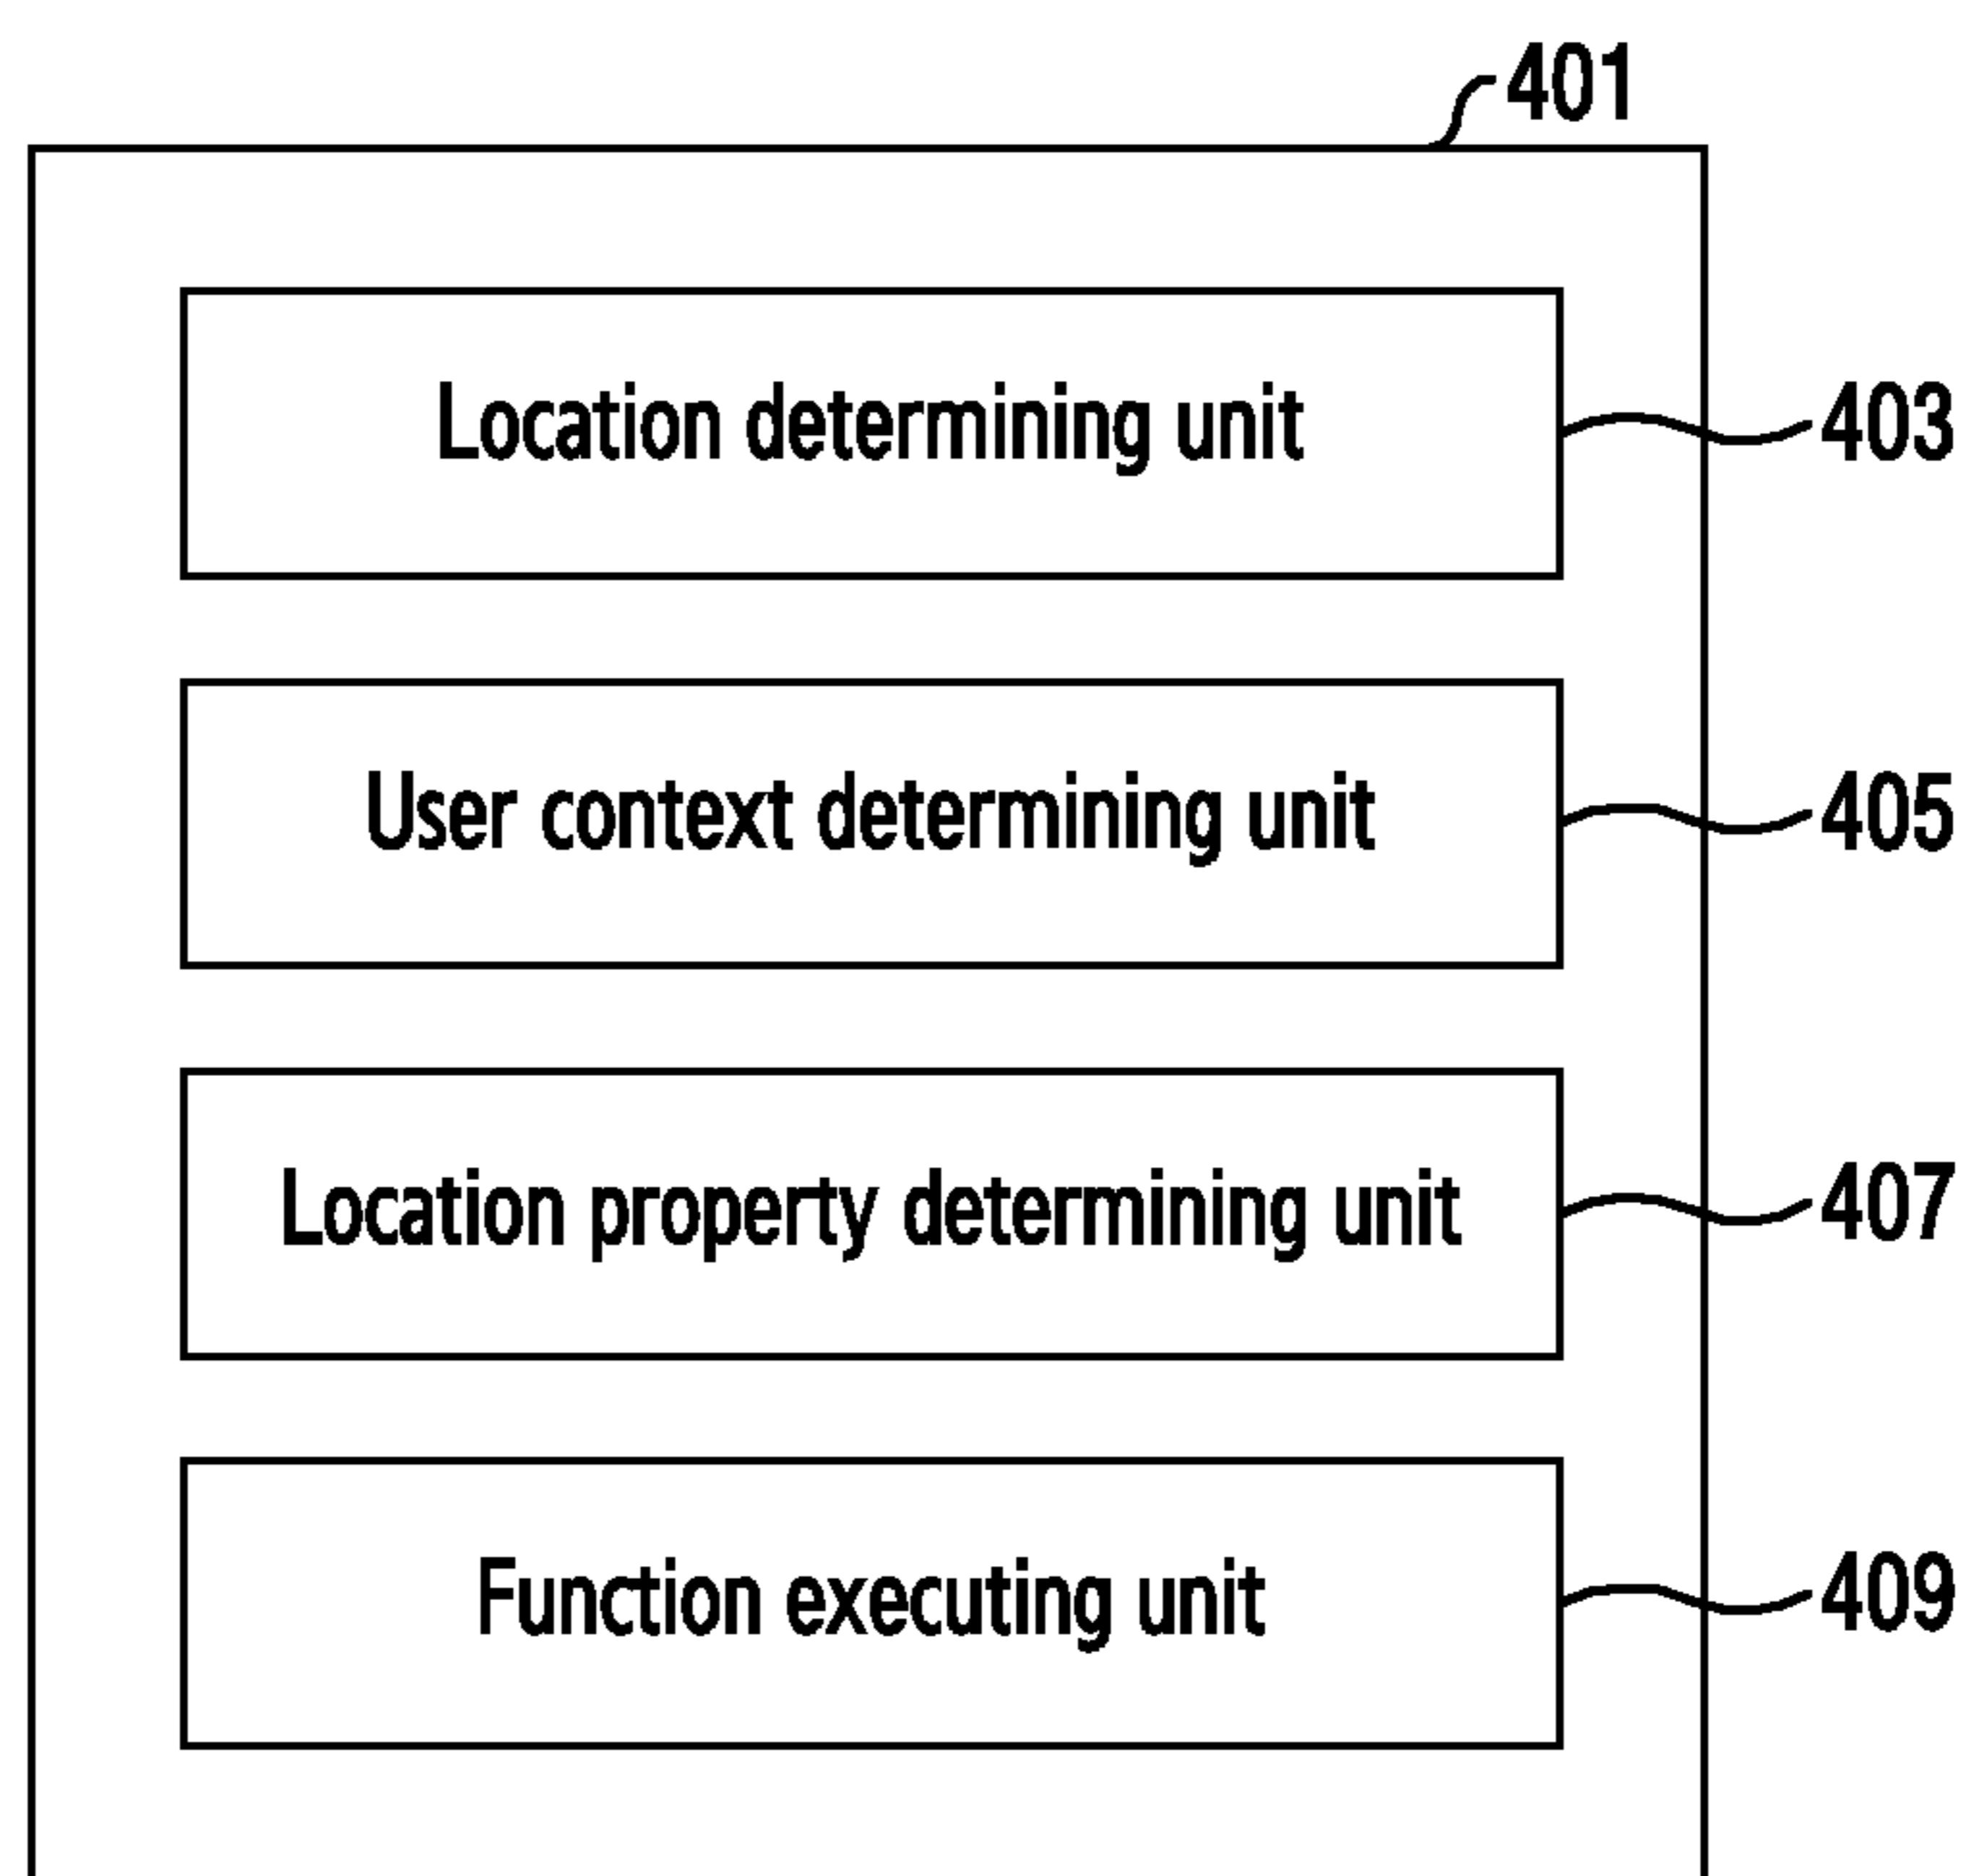 401
Location determining unit
403
User context determining unit
405
Location property determining unit
407
Function executing unit
409